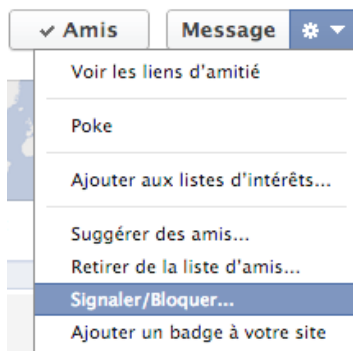 Amis Message
Voir les liens d'amitié
Poke
Ajouter aux listes d'intérêts...
Suggérer des amis...
Retirer de la liste d'amis...
Signaler/Bloquer...
Ajouter un badge à votre site